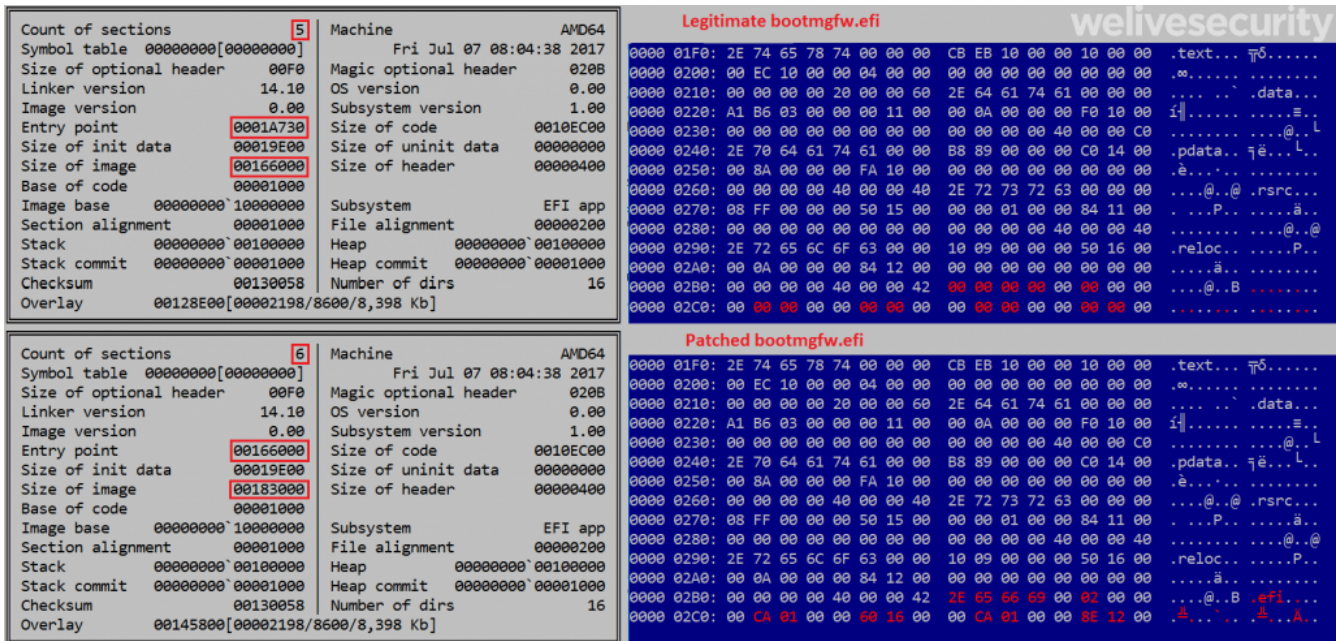 Legitimate bootmgfw.efi
welivesecurity
Count of sections 5 Machine AMD64
Symbol table 00000000[00000000] Fri Jul 07 08:04:38 2017
Size of optional header 00F0 Magic optional header 020B
Linker version 14.10 OS version 0.00
Image version 0.00 Subsystem version 1.00
Entry point 0001A730 Size of code 0010EC00
Size of init data 00019E00 Size of uninit data 00000000
Size of image 00166000 Size of header 00000400
Base of code 00001000
Image base 00000000`10000000 Subsystem EFI app
Section alignment 00001000 File alignment 00000200
Stack 00000000`00100000 Heap 00000000`00100000
Stack commit 00000000`00001000 Heap commit 00000000`00001000
Checksum 00130058 Number of dirs 16
Overlay 00128E00[00002198/8600/8,398 Kb]
0000 01F0: 2E 74 65 78 74 00 00 00 CB EB 10 00 00 10 00 00 .text... ╦δ......
0000 0200: 00 EC 10 00 00 04 00 00 00 00 00 00 00 00 00 00 .∞...... ........
0000 0210: 00 00 00 00 20 00 00 60 2E 64 61 74 61 00 00 00 .... ..` .data...
0000 0220: A1 B6 03 00 00 00 11 00 00 0A 00 00 00 F0 10 00 í╢...... .....≡..
0000 0230: 00 00 00 00 00 00 00 00 00 00 00 00 40 00 00 C0 ........ ....@..└
0000 0240: 2E 70 64 61 74 61 00 00 B8 89 00 00 00 C0 14 00 .pdata.. ╕ë...└..
0000 0250: 00 8A 00 00 00 FA 10 00 00 00 00 00 00 00 00 00 .è...·.. ........
0000 0260: 00 00 00 00 40 00 00 40 2E 72 73 72 63 00 00 00 ....@..@ .rsrc...
0000 0270: 08 FF 00 00 00 50 15 00 00 00 01 00 00 84 11 00 . ...P.. .....ä..
0000 0280: 00 00 00 00 00 00 00 00 00 00 00 00 40 00 00 40 ........ ....@..@
0000 0290: 2E 72 65 6C 6F 63 00 00 10 09 00 00 00 50 16 00 .reloc.. .....P..
0000 02A0: 00 0A 00 00 00 84 12 00 00 00 00 00 00 00 00 00 .....ä.. ........
0000 02B0: 00 00 00 00 40 00 00 42 00 00 00 00 00 00 00 00 ....@..B ........
0000 02C0: 00 00 00 00 00 00 00 00 00 00 00 00 00 00 00 00 ........ ........
Patched bootmgfw.efi
Count of sections 6 Machine AMD64
Symbol table 00000000[00000000] Fri Jul 07 08:04:38 2017
Size of optional header 00F0 Magic optional header 020B
Linker version 14.10 OS version 0.00
Image version 0.00 Subsystem version 1.00
Entry point 00166000 Size of code 0010EC00
Size of init data 00019E00 Size of uninit data 00000000
Size of image 00183000 Size of header 00000400
Base of code 00001000
Image base 00000000`10000000 Subsystem EFI app
Section alignment 00001000 File alignment 00000200
Stack 00000000`00100000 Heap 00000000`00100000
Stack commit 00000000`00001000 Heap commit 00000000`00001000
Checksum 00130058 Number of dirs 16
Overlay 00145800[00002198/8600/8,398 Kb]
0000 01F0: 2E 74 65 78 74 00 00 00 CB EB 10 00 00 10 00 00 .text... ╦δ......
0000 0200: 00 EC 10 00 00 04 00 00 00 00 00 00 00 00 00 00 .∞...... ........
0000 0210: 00 00 00 00 20 00 00 60 2E 64 61 74 61 00 00 00 .... ..` .data...
0000 0220: A1 B6 03 00 00 00 11 00 00 0A 00 00 00 F0 10 00 í╢...... .....≡..
0000 0230: 00 00 00 00 00 00 00 00 00 00 00 00 40 00 00 C0 ........ ....@..└
0000 0240: 2E 70 64 61 74 61 00 00 B8 89 00 00 00 C0 14 00 .pdata.. ╕ë...└..
0000 0250: 00 8A 00 00 00 FA 10 00 00 00 00 00 00 00 00 00 .è...·.. ........
0000 0260: 00 00 00 00 40 00 00 40 2E 72 73 72 63 00 00 00 ....@..@ .rsrc...
0000 0270: 08 FF 00 00 00 50 15 00 00 00 01 00 00 84 11 00 . ...P.. .....ä..
0000 0280: 00 00 00 00 00 00 00 00 00 00 00 00 40 00 00 40 ........ ....@..@
0000 0290: 2E 72 65 6C 6F 63 00 00 10 09 00 00 00 50 16 00 .reloc.. .....P..
0000 02A0: 00 0A 00 00 00 84 12 00 00 00 00 00 00 00 00 00 .....ä.. ........
0000 02B0: 00 00 00 00 40 00 00 42 2E 65 66 69 00 02 00 00 ....@..B .efi....
0000 02C0: 00 CA 01 00 00 60 16 00 00 CA 01 00 00 8E 12 00 .╩...`.. .╩...Ä..